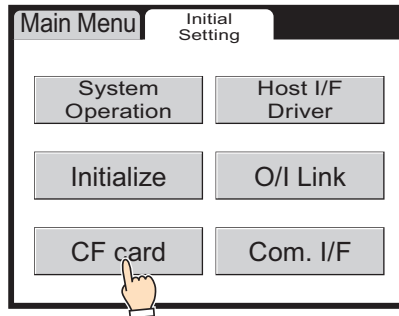 Main Menu
Initial
Setting
System
Operation
Host I/F
Driver
Initialize
O/I Link
CF card
Com. I/F